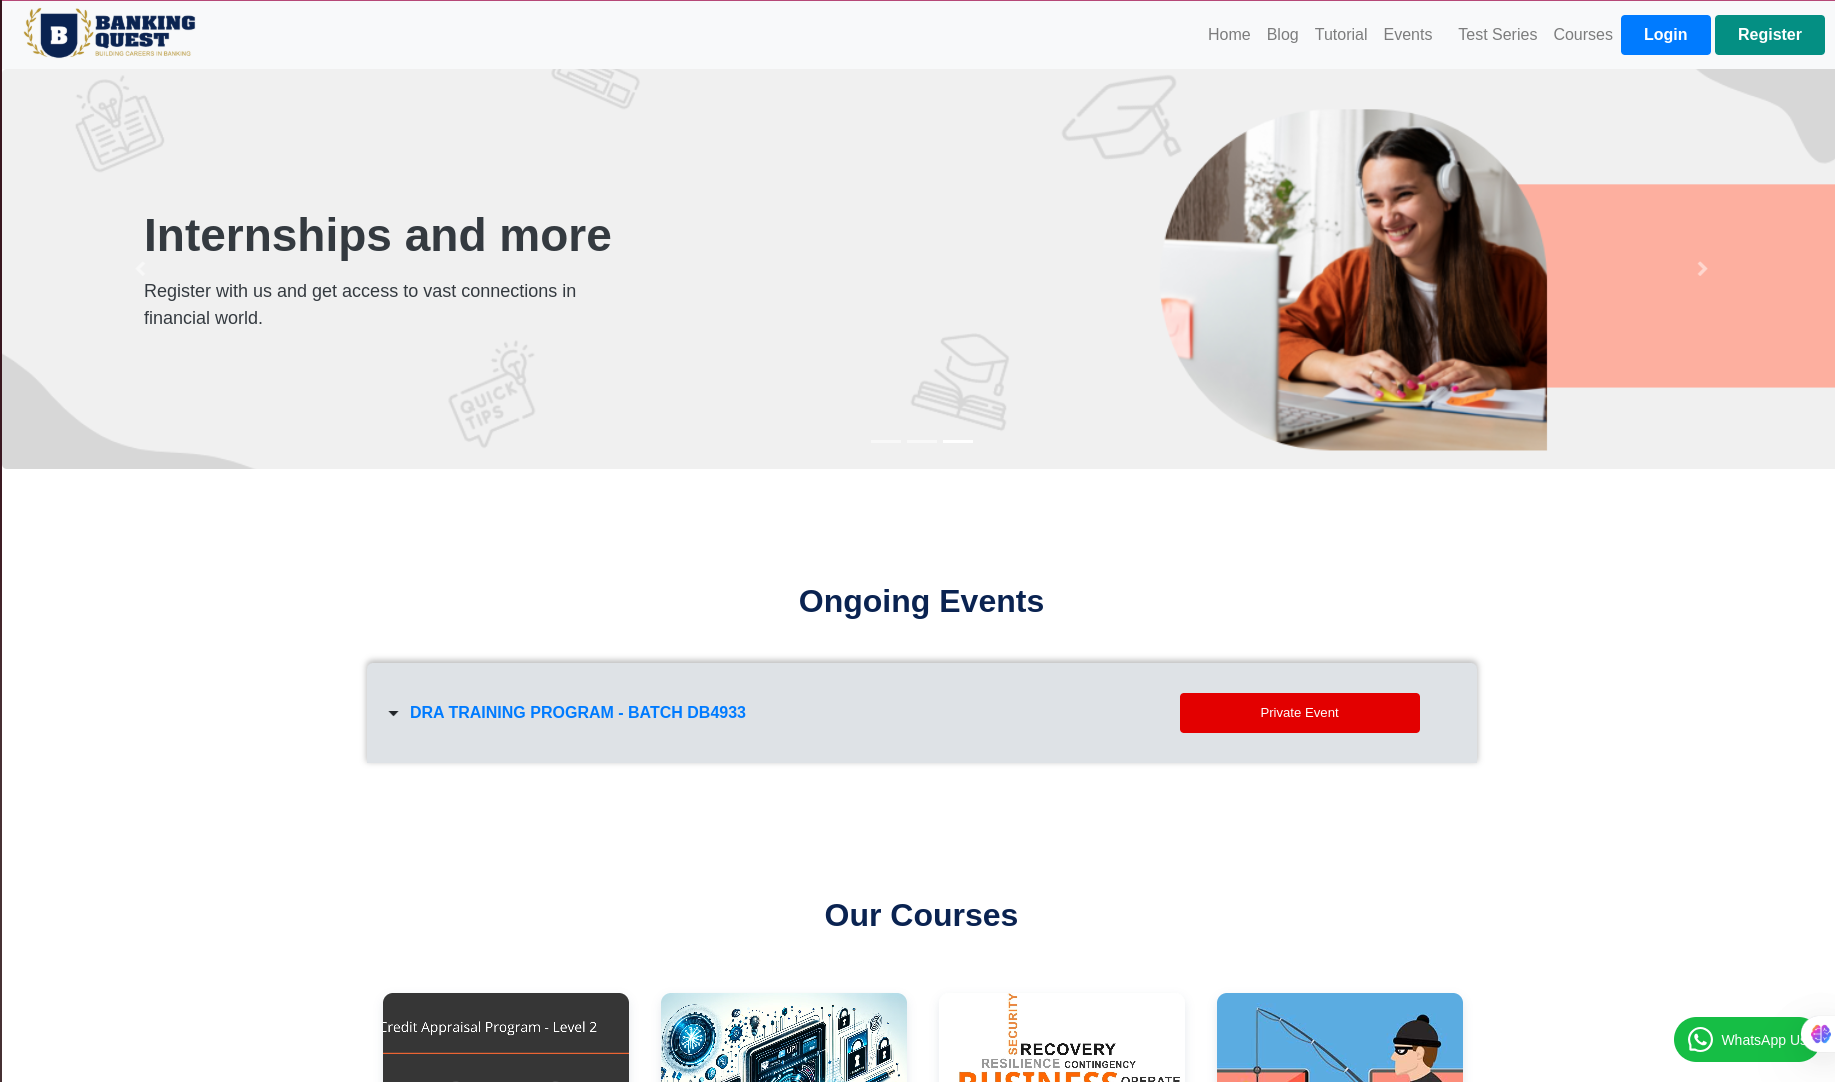 BANKING
QUEST
BUILDING CAREERS IN BANKING
Home Blog Tutorial Events Test Series Courses Login Register
Internships and more
Register with us and get access to vast connections in
financial world.
QUICK
TIPS
Ongoing Events
DRA TRAINING PROGRAM - BATCH DB4933
Private Event
Our Courses
Credit Appraisal Program - Level 2
SECURITY
RECOVERY
RESILIENCE CONTINGENCY
BUSINESS OPERATE
WhatsApp Us